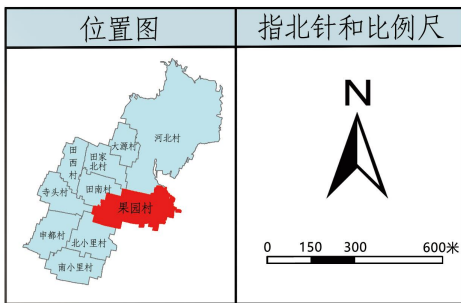 位置图
指北针和比例尺
河北村
大源村
田家
北村
田西村
田南村
寺头村
果园村
申都村
北小里村
南小里村
N
0 150 300 600米